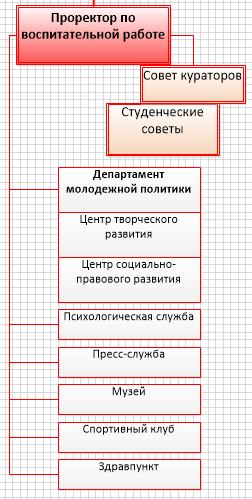 Проректор по
воспитательной работе
Совет кураторов
Студенческие
советы
Департамент
молодежной политики
Центр творческого
развития
Центр социально-
правового развития
Психологическая служба
Пресс-служба
Музей
Спортивный клуб
Здравпункт